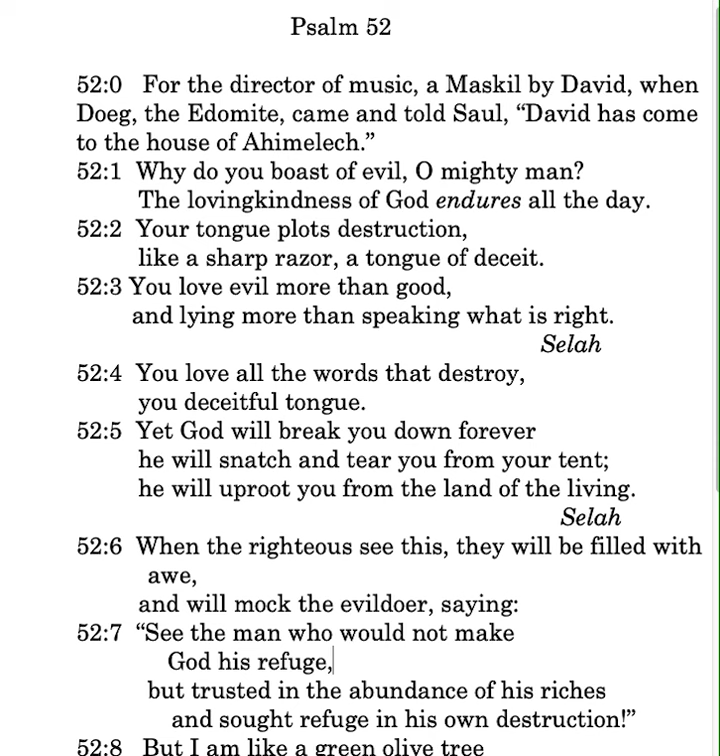 Psalm 52
52:0 For the director of music, a Maskil by David, when
Doeg, the Edomite, came and told Saul, “David has come
to the house of Ahimelech.”
52:1 Why do you boast of evil, O mighty man?
The lovingkindness of God endures all the day.
52:2 Your tongue plots destruction,
like a sharp razor, a tongue of deceit.
52:3 You love evil more than good,
and lying more than speaking what is right.
Selah
52:4 You love all the words that destroy,
you deceitful tongue.
52:5 Yet God will break you down forever
he will snatch and tear you from your tent;
he will uproot you from the land of the living.
Selah
52:6 When the righteous see this, they will be filled with
awe,
and will mock the evildoer, saying:
52:7 “See the man who would not make
God his refuge,
but trusted in the abundance of his riches
and sought refuge in his own destruction!”
52:8 But I am like a green olive tree